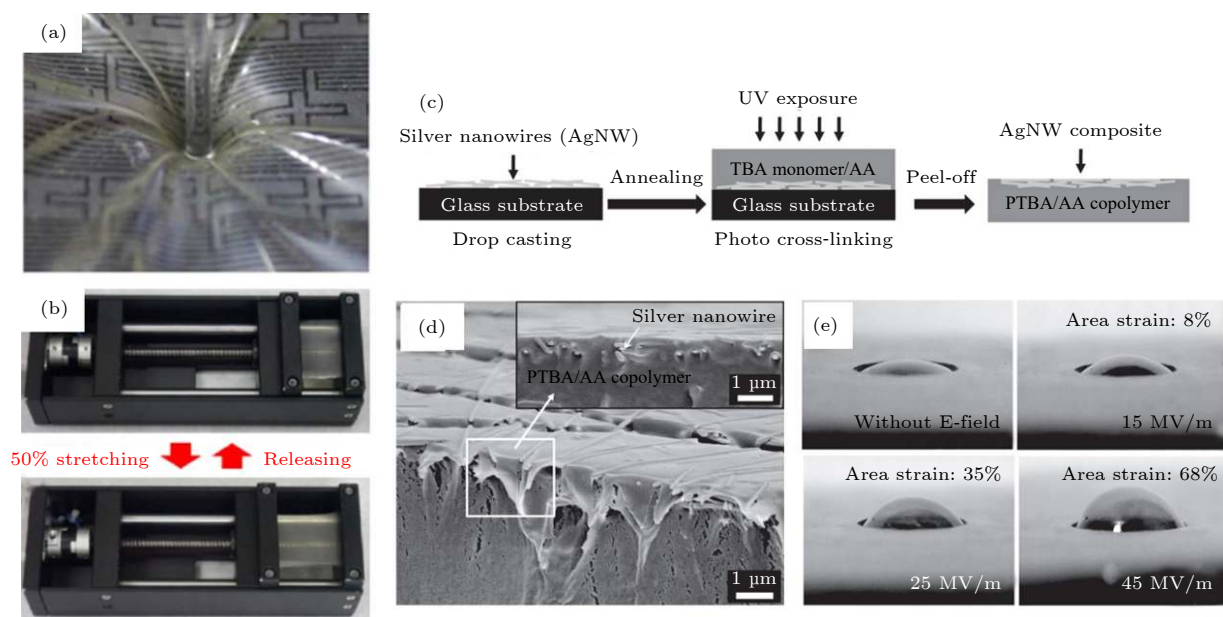 (a)
(b)
50% stretching
Releasing
(c)
Silver nanowires (AgNW)
Glass substrate
Drop casting
Annealing
UV exposure
TBA monomer/AA
Glass substrate
Photo cross-linking
Peel-off
AgNW composite
PTBA/AA copolymer
(d)
Silver nanowire
PTBA/AA copolymer
1 µm
1 µm
(e)
Without E-field
Area strain: 8%
15 MV/m
Area strain: 35%
25 MV/m
Area strain: 68%
45 MV/m